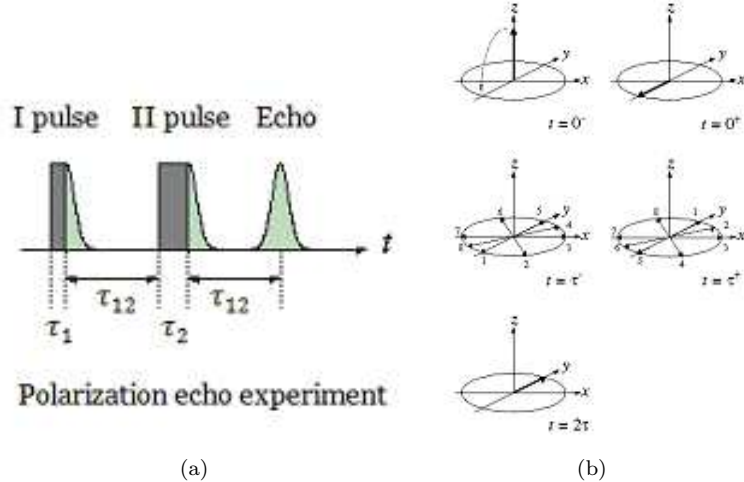 I pulse II pulse Echo
t
τ12 τ12
τ1 τ2
Polarization echo experiment
(a)
z
y
x
t = 0⁻
z
y
x
t = 0⁺
z
y
x
t = τ⁻
z
y
x
t = τ⁺
z
y
x
t = 2τ
(b)